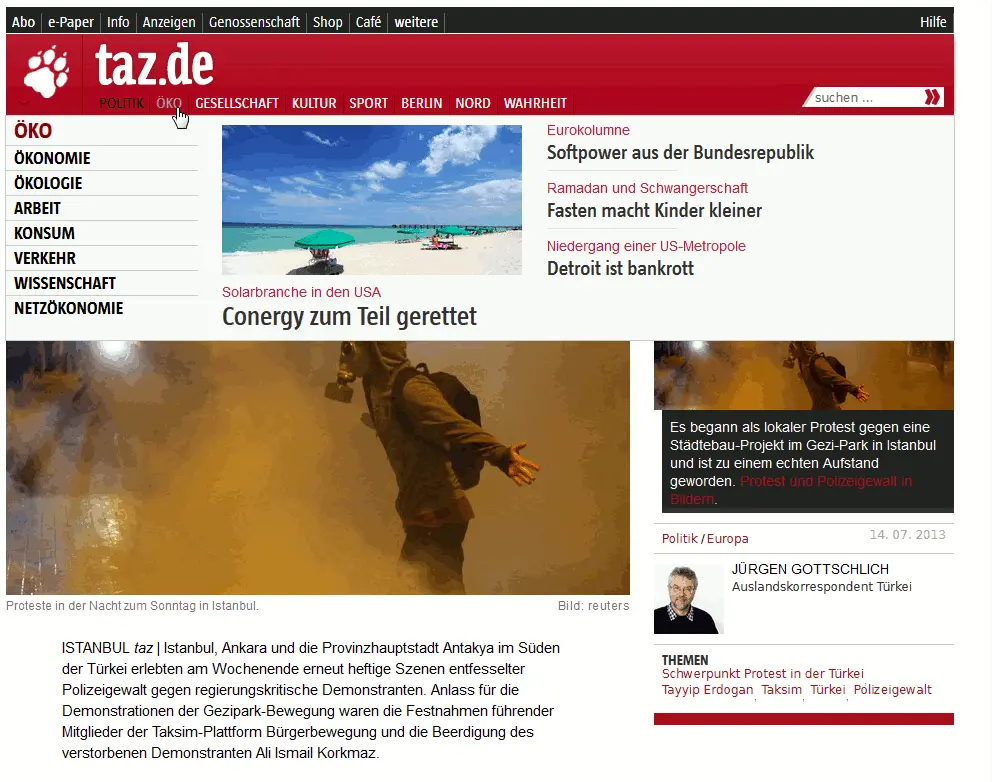 Abo e-Paper Info Anzeigen Genossenschaft Shop Café weitere Hilfe
taz.de
POLITIK ÖKO GESELLSCHAFT KULTUR SPORT BERLIN NORD WAHRHEIT
suchen ...
ÖKO
ÖKONOMIE
ÖKOLOGIE
ARBEIT
KONSUM
VERKEHR
WISSENSCHAFT
NETZÖKONOMIE
Solarbranche in den USA
Conergy zum Teil gerettet
Eurokolumne
Softpower aus der Bundesrepublik
Ramadan und Schwangerschaft
Fasten macht Kinder kleiner
Niedergang einer US-Metropole
Detroit ist bankrott
Proteste in der Nacht zum Sonntag in Istanbul. Bild: reuters
ISTANBUL taz | Istanbul, Ankara und die Provinzhauptstadt Antakya im Süden
der Türkei erlebten am Wochenende erneut heftige Szenen entfesselter
Polizeigewalt gegen regierungskritische Demonstranten. Anlass für die
Demonstrationen der Gezipark-Bewegung waren die Festnahmen führender
Mitglieder der Taksim-Plattform Bürgerbewegung und die Beerdigung des
verstorbenen Demonstranten Ali Ismail Korkmaz.
Es begann als lokaler Protest gegen eine
Städtebau-Projekt im Gezi-Park in Istanbul
und ist zu einem echten Aufstand
geworden. Protest und Polizeigewalt in
Bildern.
Politik / Europa 14. 07. 2013
JÜRGEN GOTTSCHLICH
Auslandskorrespondent Türkei
THEMEN
Schwerpunkt Protest in der Türkei
Tayyip Erdogan Taksim Türkei Polizeigewalt